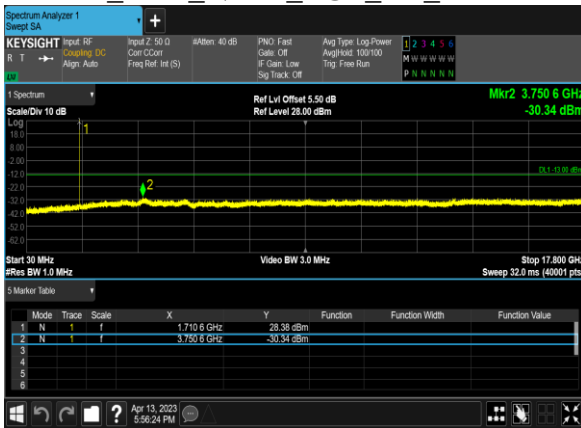 Spectrum Analyzer 1
Swept SA
+
KEYSIGHT Input: RF Input Z: 50 Ω #Atten: 40 dB PNO: Fast Avg Type: Log-Power 1 2 3 4 5 6
R T Coupling: DC Corr CCorr Gate: Off Avg|Hold: 100/100 M W W W W W
Align: Auto Freq Ref: Int (S) IF Gain: Low Trig: Free Run
Sig Track: Off P N N N N N
LV
1 Spectrum Ref Lvl Offset 5.50 dB Mkr2 3.750 6 GHz
Scale/Div 10 dB Ref Level 28.00 dBm -30.34 dBm
Log
18.0 1
8.00
-2.00
-12.0 DL1 -13.00 dBm
-22.0 2
-32.0
-42.0
-52.0
-62.0
Start 30 MHz Video BW 3.0 MHz Stop 17.800 GHz
#Res BW 1.0 MHz Sweep 32.0 ms (40001 pts)
5 Marker Table
Mode Trace Scale X Y Function Function Width Function Value
1 N 1 f 1.710 6 GHz 28.38 dBm
2 N 1 f 3.750 6 GHz -30.34 dBm
3
4
5
6
? Apr 13, 2023
5:56:24 PM